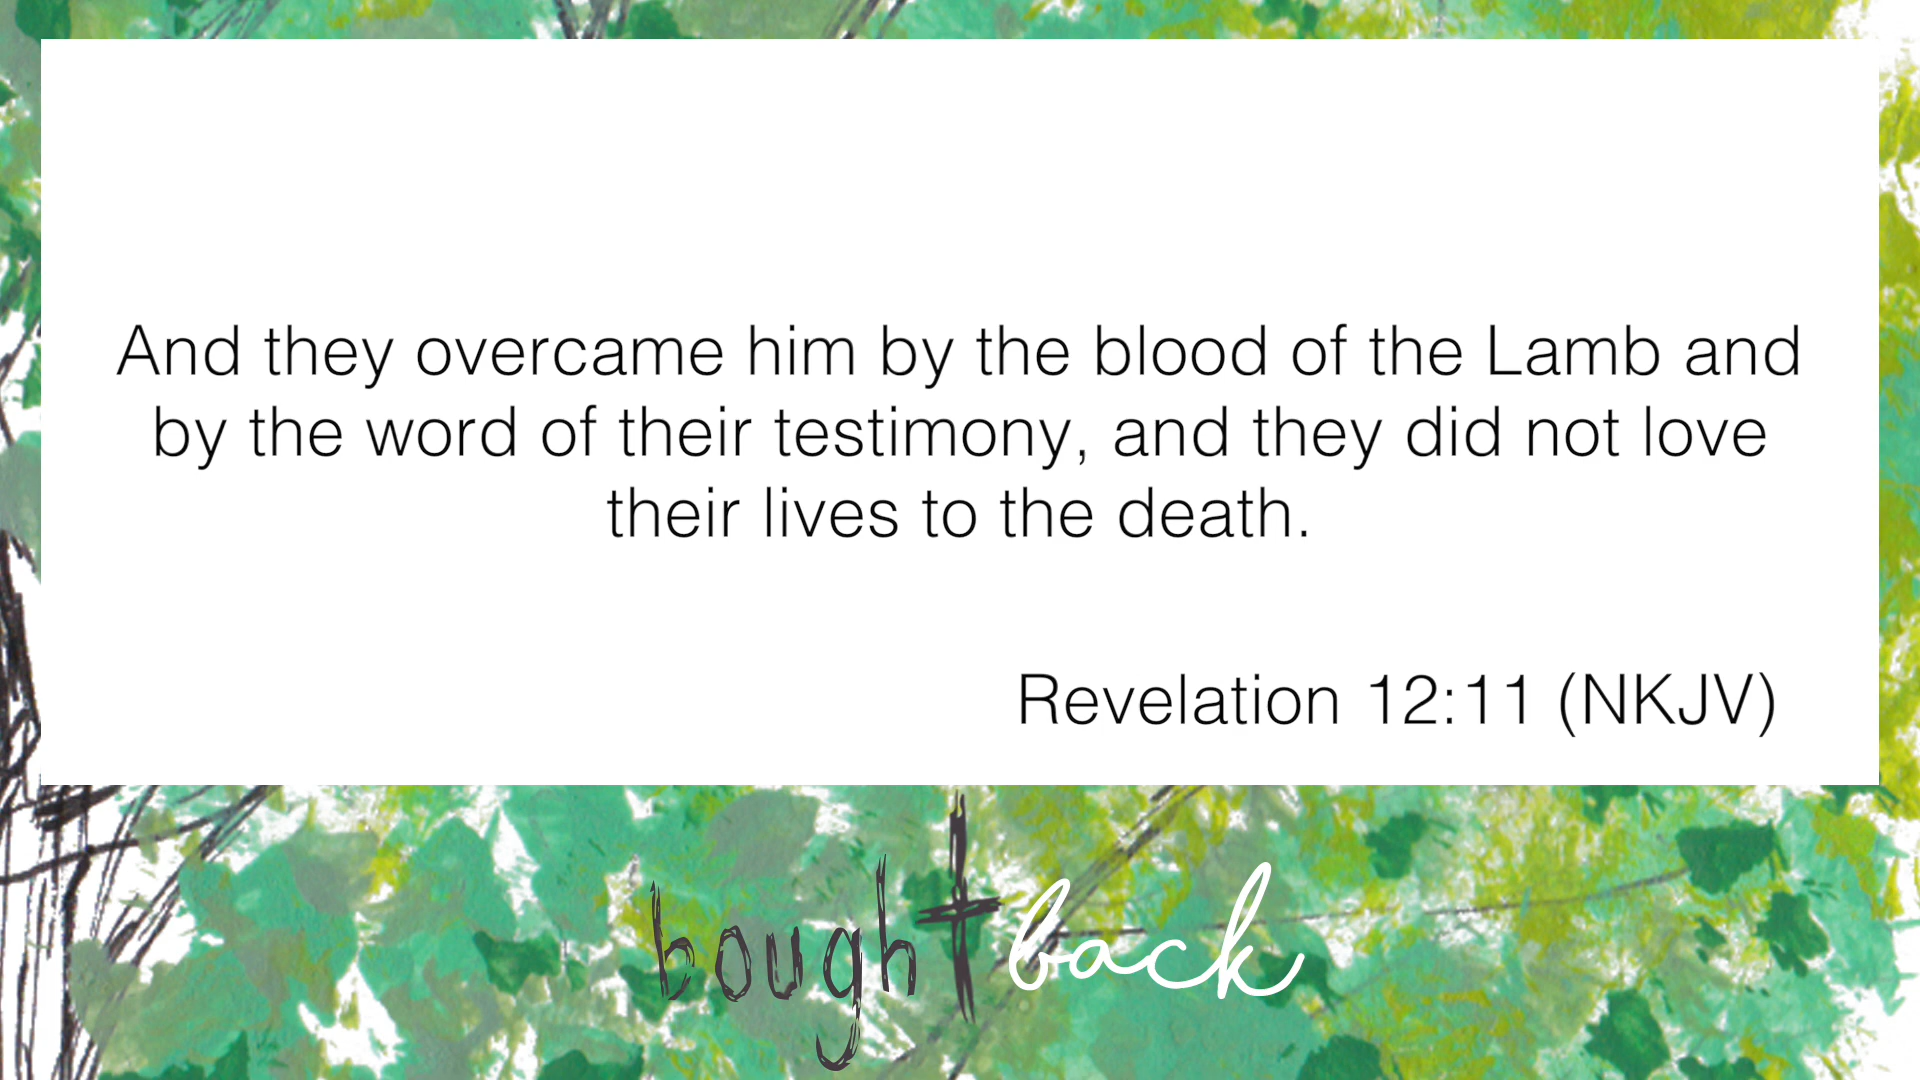 And they overcame him by the blood of the Lamb and
by the word of their testimony, and they did not love
their lives to the death.
Revelation 12:11 (NKJV)
bought back